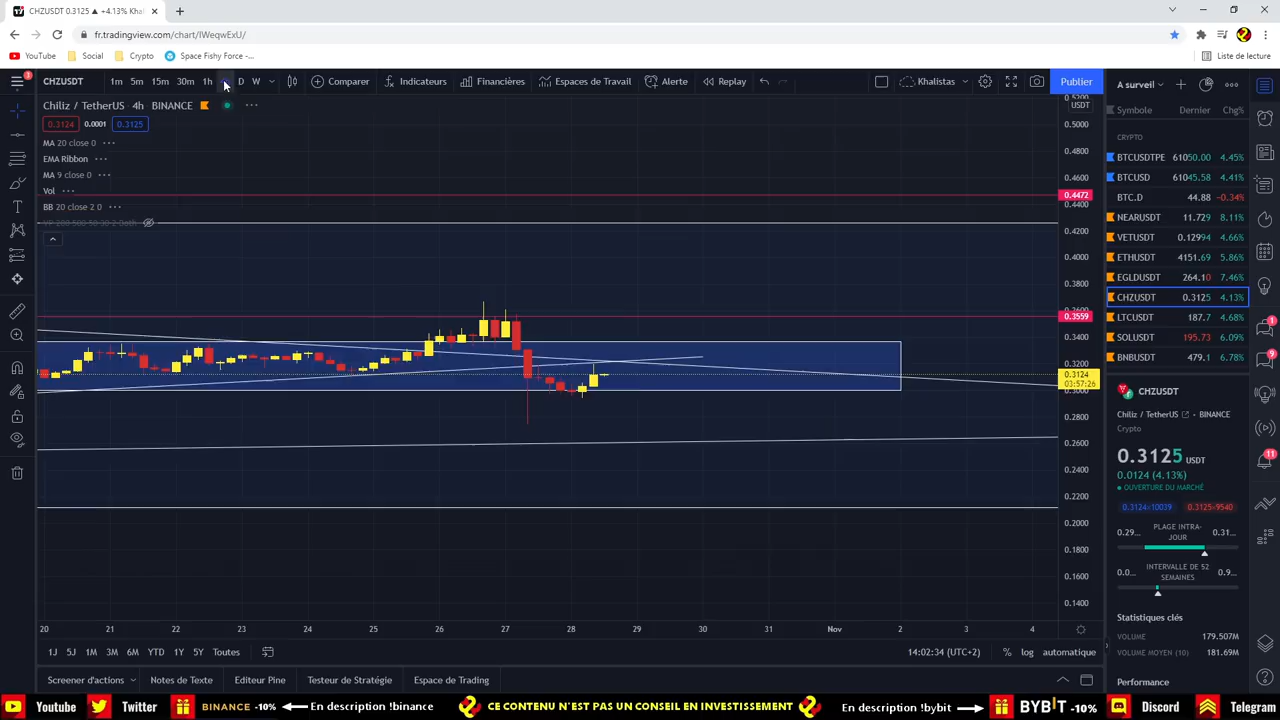 CHZUSDT 0.3125 ▲ +4.13% Khal
fr.tradingview.com/chart/IWeqwExU/
YouTube Social Crypto Space Fishy Force –... Liste de lecture
CHZUSDT 1m 5m 15m 30m 1h D W Comparer Indicateurs Financières Espaces de Travail Alerte Replay Khalistas Publier
Chiliz / TetherUS 4h BINANCE
0.3124 0.0001 0.3125
MA 20 close 0
EMA Ribbon
MA 9 close 0
Vol
BB 20 close 2 0
USDT
0.5000
0.4800
0.4600
0.4472
0.4400
0.4200
0.4000
0.3800
0.3559
0.3400
0.3200
0.3124
03:57:26
0.2800
0.2600
0.2400
0.2200
0.2000
0.1800
0.1600
0.1400
20 21 22 23 24 25 26 27 28 29 30 31 Nov 2 3 4
1J 5J 1M 3M 6M YTD 1Y 5Y Toutes 14:02:34 (UTC+2) % log automatique
Screener d'actions Notes de Texte Editeur Pine Testeur de Stratégie Espace de Trading
A surveil
Symbole Dernier Chg%
CRYPTO
BTCUSDTPE 61050.00 4.45%
BTCUSD 61045.58 4.41%
BTC.D 44.88 −0.34%
NEARUSDT 11.729 8.11%
VETUSDT 0.12994 4.66%
ETHUSDT 4151.69 5.86%
EGLDUSDT 264.10 7.46%
CHZUSDT 0.3125 4.13%
LTCUSDT 187.7 4.68%
SOLUSDT 195.73 6.09%
BNBUSDT 479.1 6.78%
CHZUSDT
Chiliz / TetherUS • BINANCE
Crypto
0.3125 USDT
0.0124 (4.13%)
OUVERTURE DU MARCHÉ
0.3124×10039 0.3125×9540
PLAGE INTRA-
0.29... JOUR 0.31...
INTERVALLE DE 52
0.0... SEMAINES 0.9...
Statistiques clés
VOLUME 179.507M
VOLUME MOYEN (10) 181.69M
Performance
Youtube Twitter BINANCE -10% En description !binance CE CONTENU N'EST PAS UN CONSEIL EN INVESTISSEMENT En description !bybit BYBIT -10% Discord Telegram